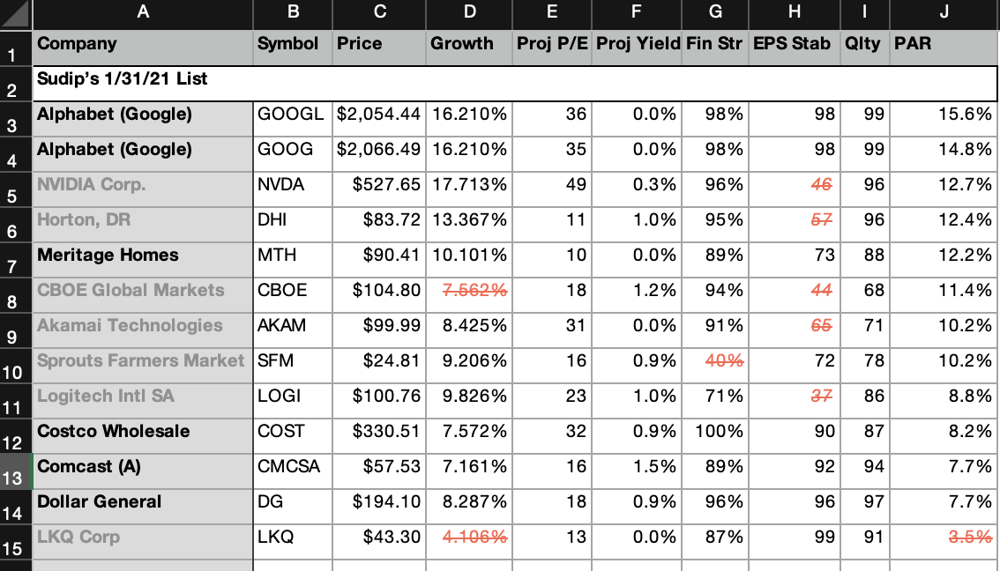 A B C D E F G H I J
1 Company Symbol Price Growth Proj P/E Proj Yield Fin Str EPS Stab Qlty PAR
2 Sudip's 1/31/21 List
3 Alphabet (Google) GOOGL $2,054.44 16.210% 36 0.0% 98% 98 99 15.6%
4 Alphabet (Google) GOOG $2,066.49 16.210% 35 0.0% 98% 98 99 14.8%
5 NVIDIA Corp. NVDA $527.65 17.713% 49 0.3% 96% 46 96 12.7%
6 Horton, DR DHI $83.72 13.367% 11 1.0% 95% 57 96 12.4%
7 Meritage Homes MTH $90.41 10.101% 10 0.0% 89% 73 88 12.2%
8 CBOE Global Markets CBOE $104.80 7.562% 18 1.2% 94% 44 68 11.4%
9 Akamai Technologies AKAM $99.99 8.425% 31 0.0% 91% 65 71 10.2%
10 Sprouts Farmers Market SFM $24.81 9.206% 16 0.9% 40% 72 78 10.2%
11 Logitech Intl SA LOGI $100.76 9.826% 23 1.0% 71% 37 86 8.8%
12 Costco Wholesale COST $330.51 7.572% 32 0.9% 100% 90 87 8.2%
13 Comcast (A) CMCSA $57.53 7.161% 16 1.5% 89% 92 94 7.7%
14 Dollar General DG $194.10 8.287% 18 0.9% 96% 96 97 7.7%
15 LKQ Corp LKQ $43.30 4.106% 13 0.0% 87% 99 91 3.5%